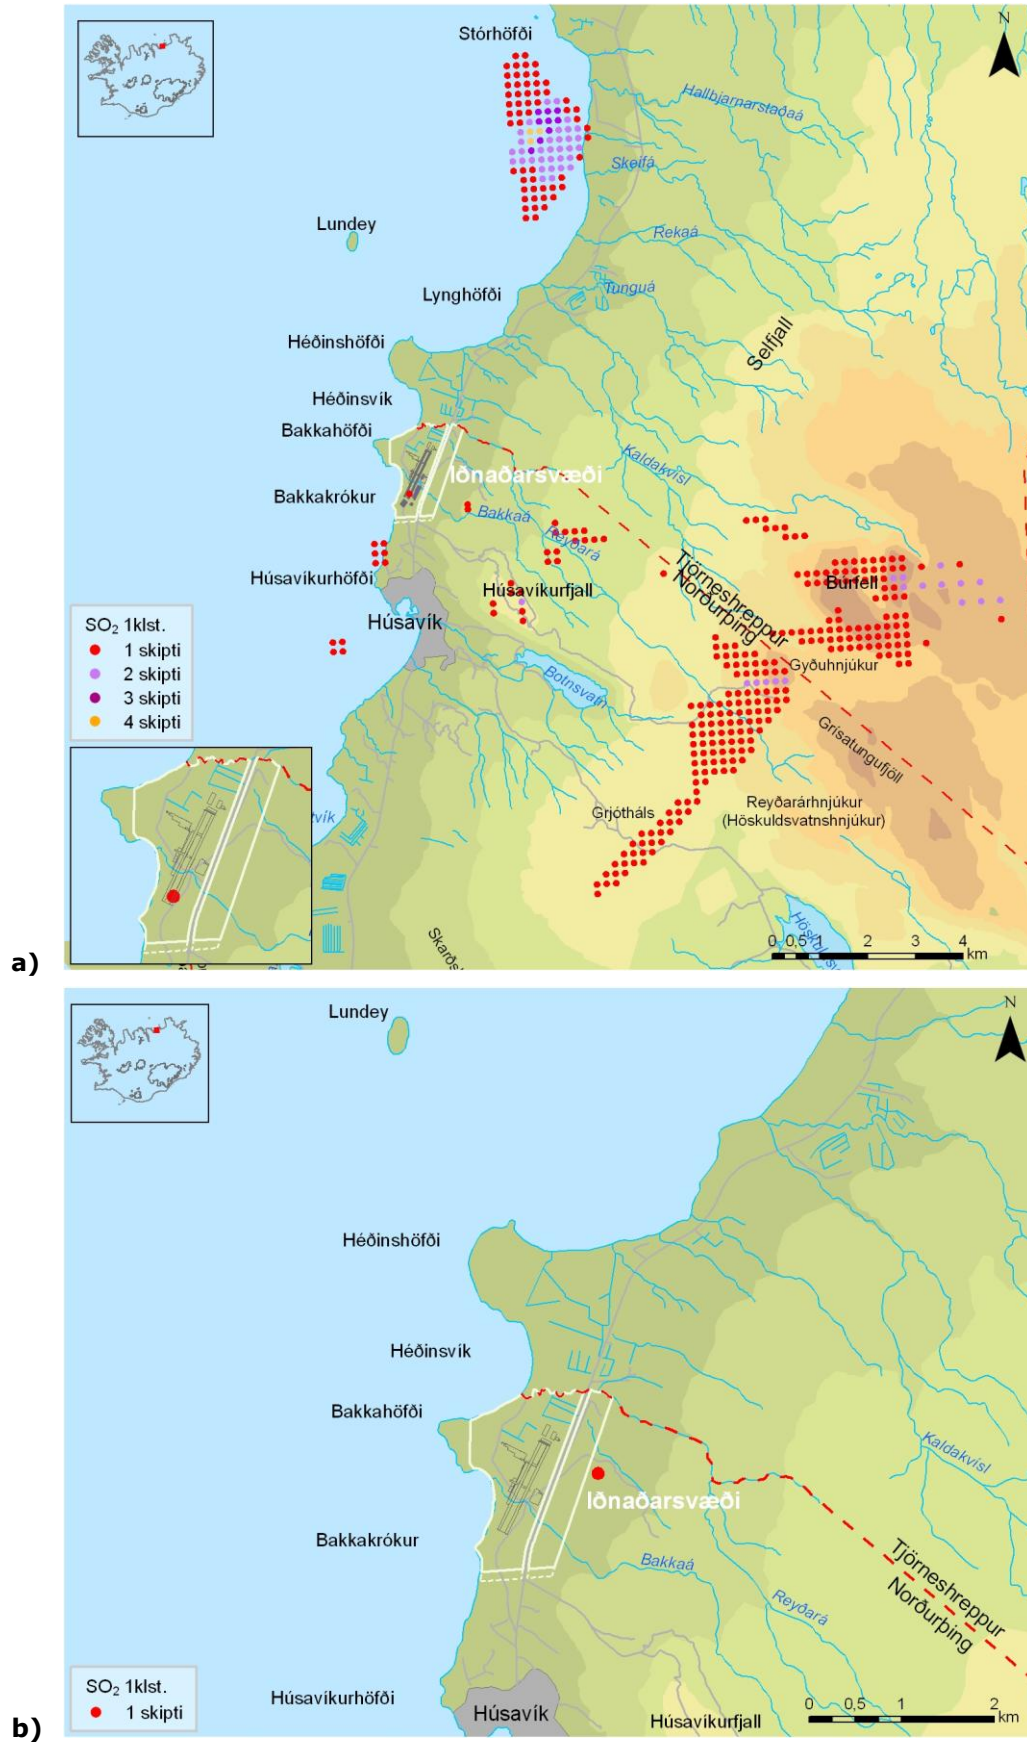 Stórhöfði
N
Hallbjarnarstaðaá
Skeifá
Lundey
Rekaá
Lynghöfði
Tunguá
Héðinshöfði
Selfjall
Héðinsvík
Bakkahöfði
Kaldakvísl
Iðnaðarsvæði
Bakkakrókur
Bakkaá
Reyðará
Húsavíkurhöfði
Tjörneshreppur
Norðurþing
Húsavíkurfjall
Búrfell
Húsavík
SO2 1klst.
1 skipti
2 skipti
3 skipti
4 skipti
Gyðuhnjúkur
Botnsvatn
Grísatungufjöll
Reyðarárhnjúkur
(Höskuldsvatnshnjúkur)
Grjótháls
0 0,5 1 2 3 4
km
a)
Lundey
N
Héðinshöfði
Héðinsvík
Bakkahöfði
Kaldakvísl
Iðnaðarsvæði
Bakkakrókur
Bakkaá
Reyðará
Tjörneshreppur
Norðurþing
SO2 1klst.
1 skipti
Húsavíkurhöfði
Húsavík
Húsavíkurfjall
0 0,5 1 2
km
b)